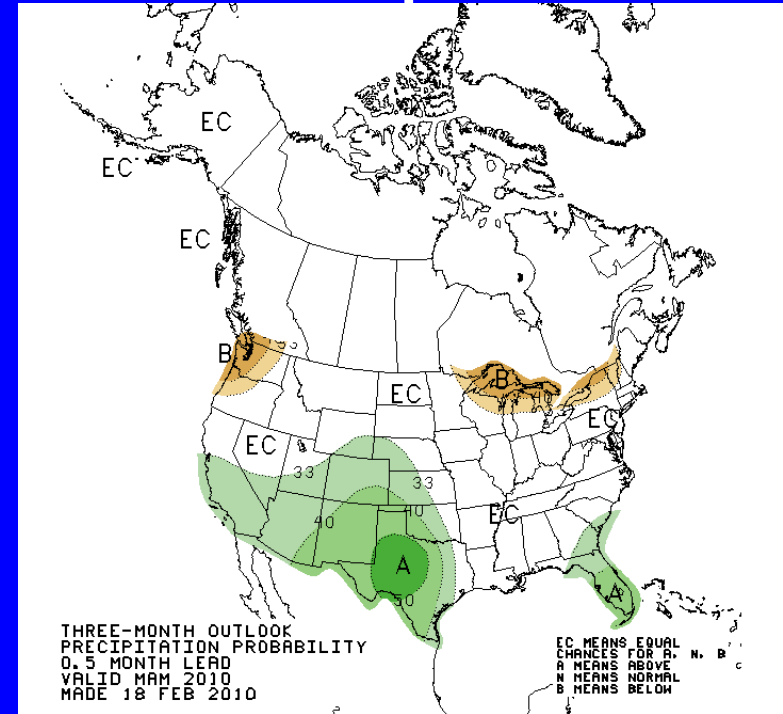 EC
EC
EC
33
B
B
EC
40
33
EC
EC
33
33
40
40
EC
A
50
A
THREE-MONTH OUTLOOK
PRECIPITATION PROBABILITY
0.5 MONTH LEAD
VALID MAM 2010
MADE 18 FEB 2010
EC MEANS EQUAL
CHANCES FOR A, N, B
A MEANS ABOVE
N MEANS NORMAL
B MEANS BELOW